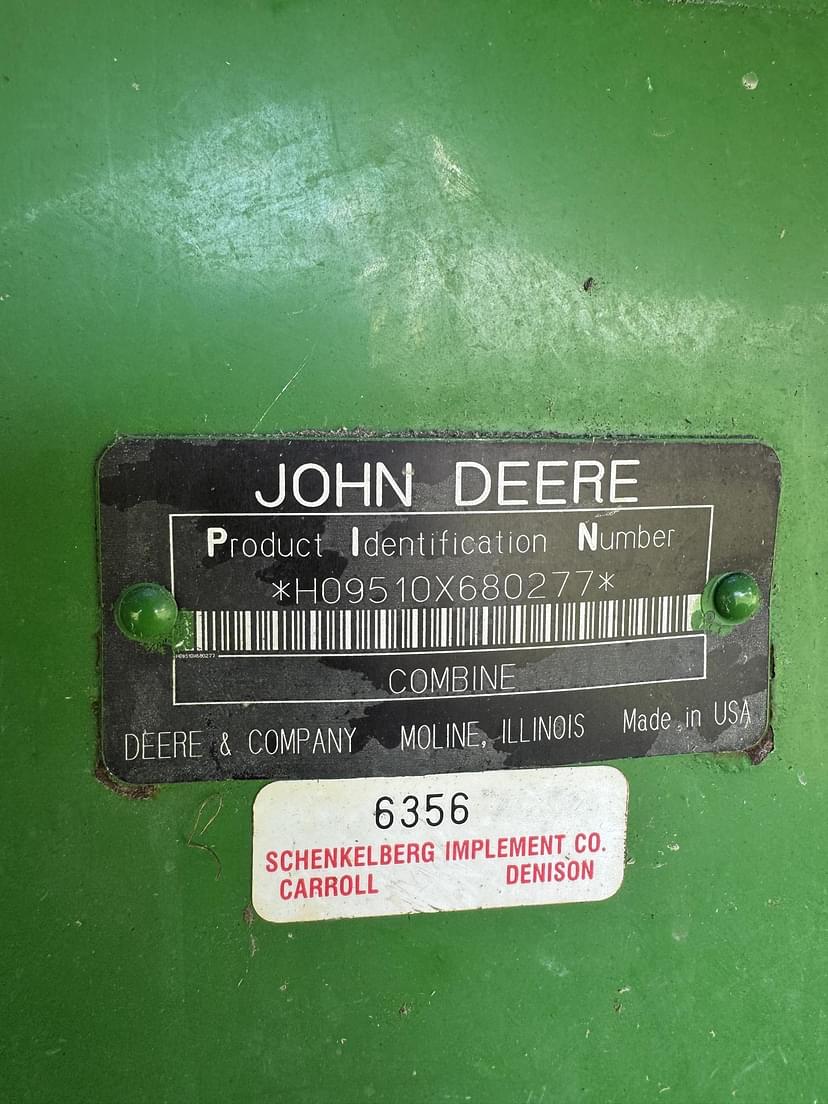 JOHN DEERE
Product Identification Number
*H09510X680277*
H09510X680277
COMBINE
DEERE & COMPANY MOLINE, ILLINOIS Made in USA
6356
SCHENKELBERG IMPLEMENT CO.
CARROLL DENISON